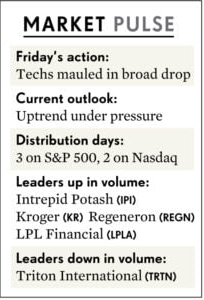 MARKET PULSE
Friday's action:
Techs mauled in broad drop
Current outlook:
Uptrend under pressure
Distribution days:
3 on S&P 500, 2 on Nasdaq
Leaders up in volume:
Intrepid Potash (IPI)
Kroger (KR) Regeneron (REGN)
LPL Financial (LPLA)
Leaders down in volume:
Triton International (TRTN)